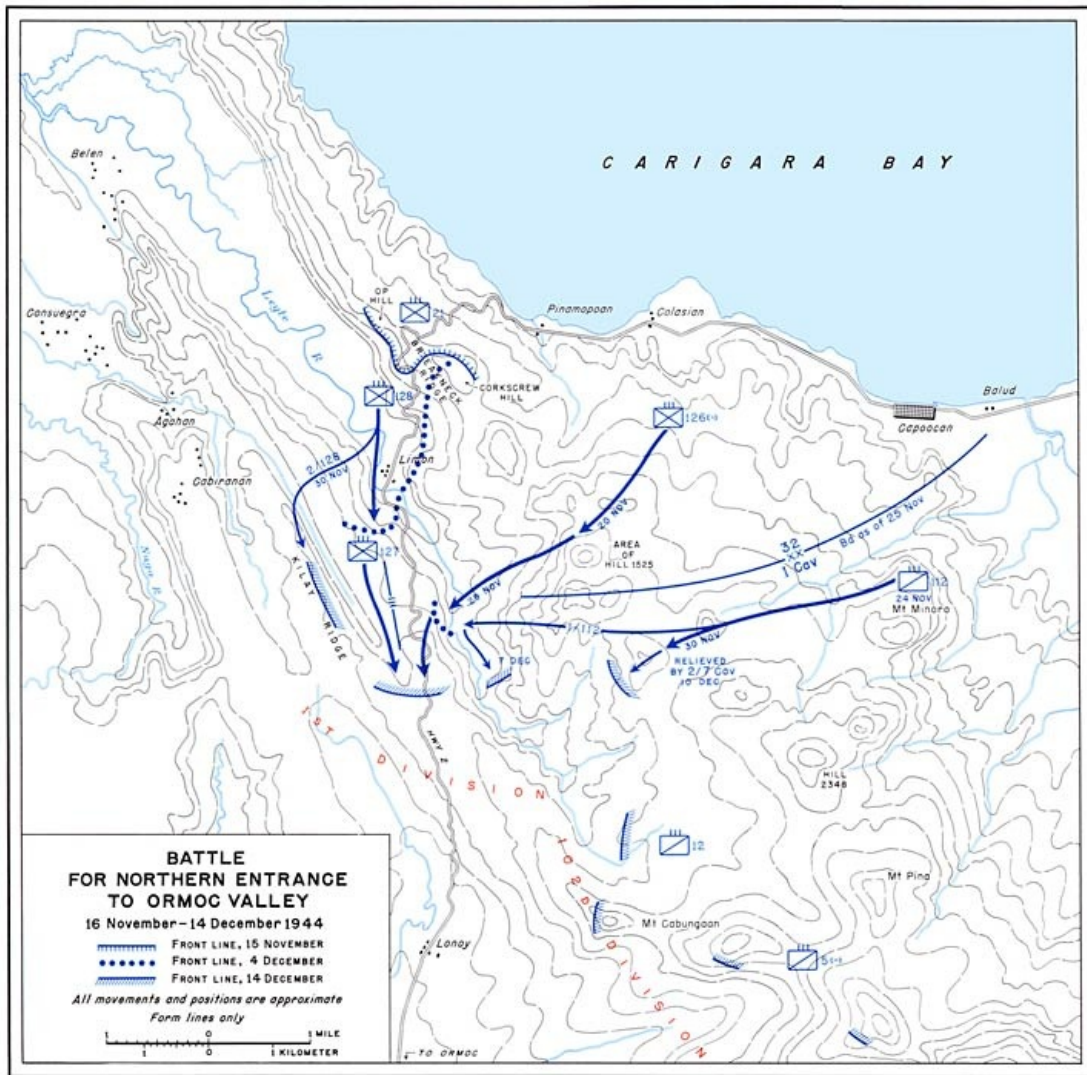 CARIGARA BAY
Belen
Leyte R
OP
HILL
21
Pinamopoan
Colasian
Consuegra
BREAKNECK
RIDGE
CORKSCREW
HILL
Balud
128
126(-)
Capoocan
Agahan
2/128
30 NOV
Limon
Cabiranan
20 NOV
Bd as of 25 Nov
32
XX
1 Cav
AREA
OF
HILL 1525
127
KILAY
RIDGE
28 NOV
112
24 NOV
Mt Minoro
1/112
30 NOV
7 DEC
RELIEVED
BY 2/7 Cav
10 DEC
1ST DIVISION
HWY 2
HILL
2348
12
102D DIVISION
Mt Pina
Mt Cabungaan
Lonoy
5(-)
BATTLE
FOR NORTHERN ENTRANCE
TO ORMOC VALLEY
16 November–14 December 1944
FRONT LINE, 15 NOVEMBER
FRONT LINE, 4 DECEMBER
FRONT LINE, 14 DECEMBER
All movements and positions are approximate
Form lines only
1 0 1 MILE
1 0 1 KILOMETER
TO ORMOC